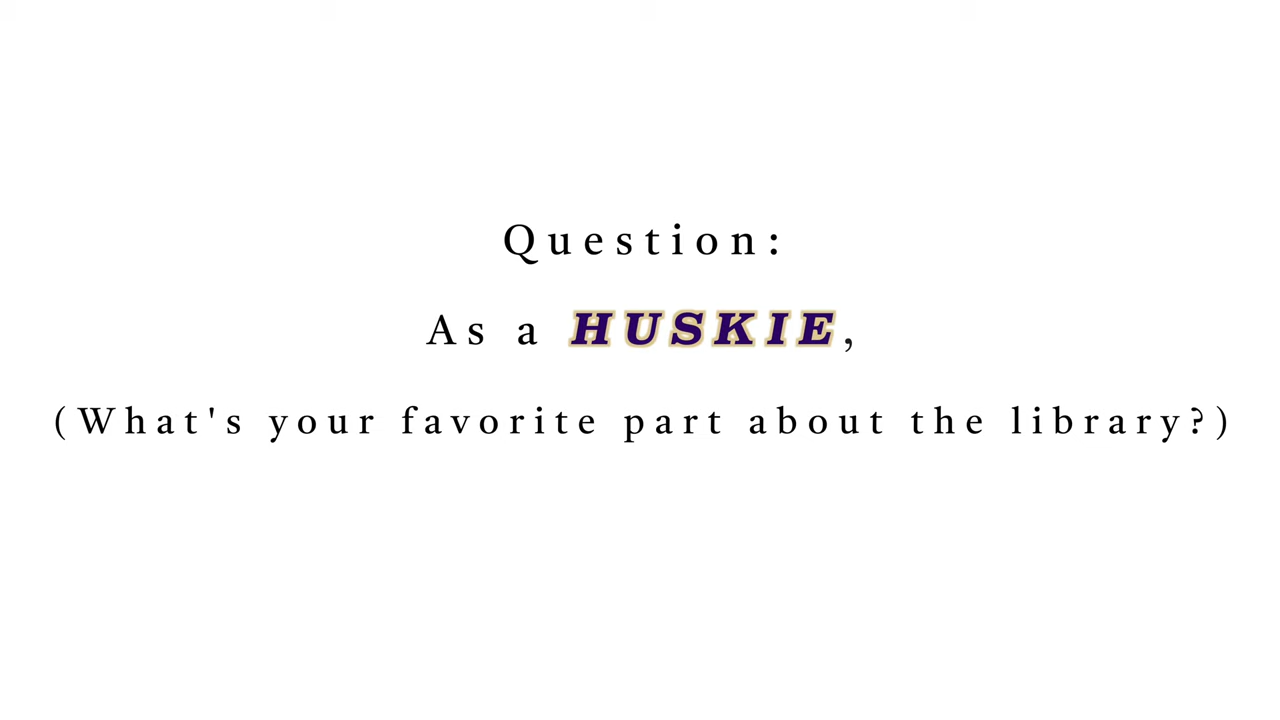 Question:
As a HUSKIE,
(What's your favorite part about the library?)